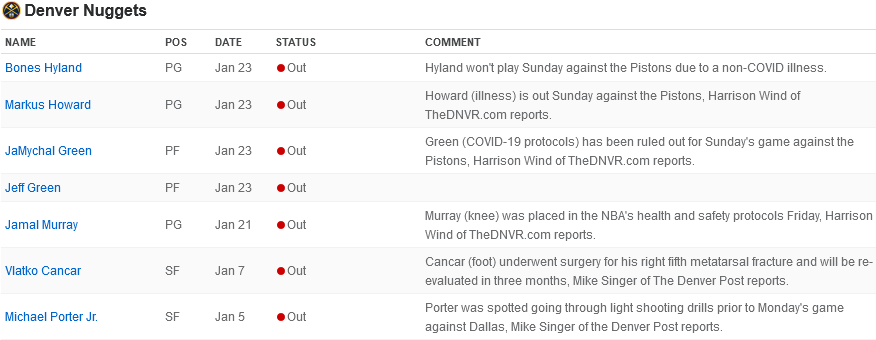 Denver Nuggets
NAME POS DATE STATUS COMMENT
Bones Hyland PG Jan 23 Out Hyland won't play Sunday against the Pistons due to a non-COVID illness.
Markus Howard PG Jan 23 Out Howard (illness) is out Sunday against the Pistons, Harrison Wind of
TheDNVR.com reports.
JaMychal Green PF Jan 23 Out Green (COVID-19 protocols) has been ruled out for Sunday's game against the
Pistons, Harrison Wind of TheDNVR.com reports.
Jeff Green PF Jan 23 Out
Jamal Murray PG Jan 21 Out Murray (knee) was placed in the NBA's health and safety protocols Friday, Harrison
Wind of TheDNVR.com reports.
Vlatko Cancar SF Jan 7 Out Cancar (foot) underwent surgery for his right fifth metatarsal fracture and will be re-
evaluated in three months, Mike Singer of The Denver Post reports.
Michael Porter Jr. SF Jan 5 Out Porter was spotted going through light shooting drills prior to Monday's game
against Dallas, Mike Singer of the Denver Post reports.